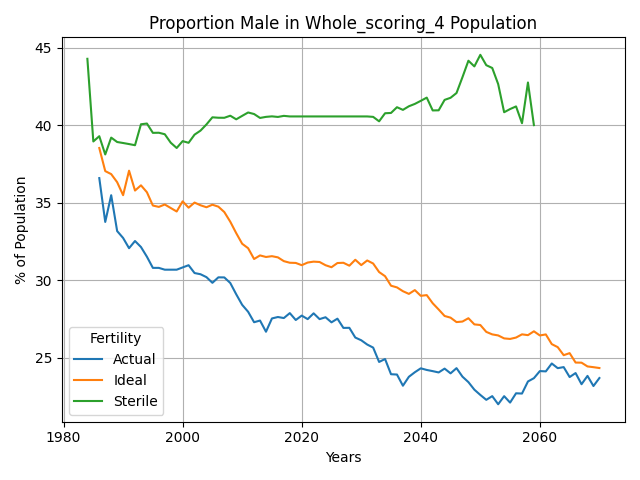 Proportion Male in Whole_scoring_4 Population
% of Population
45
40
35
30
25
Fertility
Actual
Ideal
Sterile
1980
2000
2020
2040
2060
Years